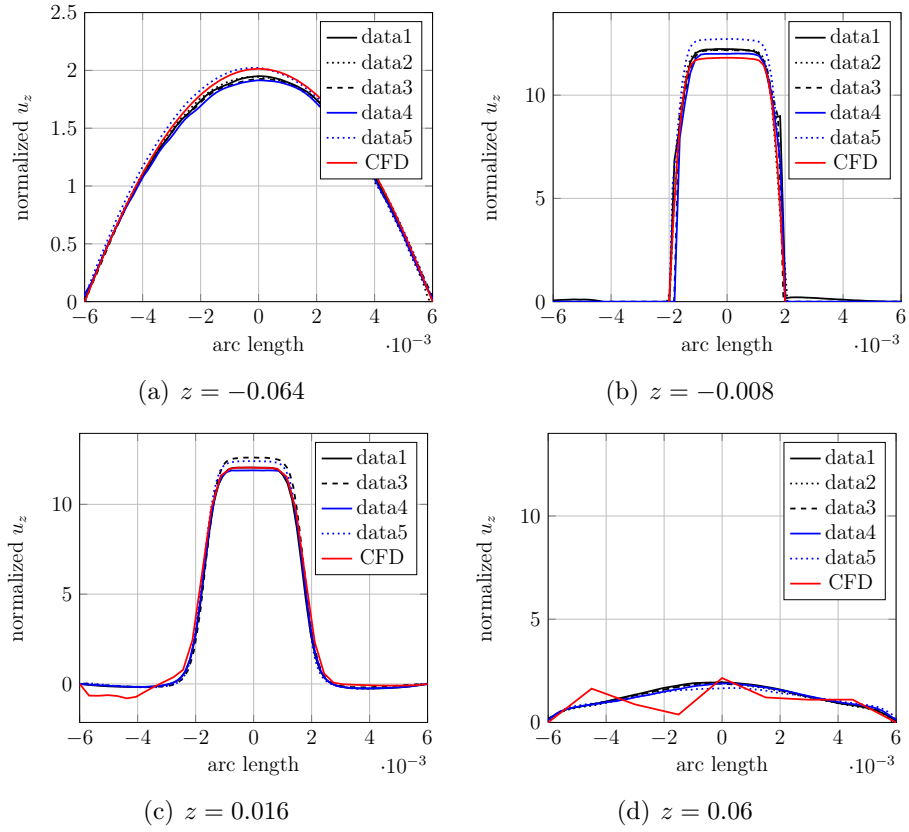 2.5
2
1.5
1
0.5
0
−6 −4 −2 0 2 4 6
normalized u_z
arc length
·10⁻³
data1
data2
data3
data4
data5
CFD
(a) z = −0.064
10
5
0
−6 −4 −2 0 2 4 6
normalized u_z
arc length
·10⁻³
data1
data2
data3
data4
data5
CFD
(b) z = −0.008
10
5
0
−6 −4 −2 0 2 4 6
normalized u_z
arc length
·10⁻³
data1
data3
data4
data5
CFD
(c) z = 0.016
10
5
0
−6 −4 −2 0 2 4 6
normalized u_z
arc length
·10⁻³
data1
data2
data3
data4
data5
CFD
(d) z = 0.06